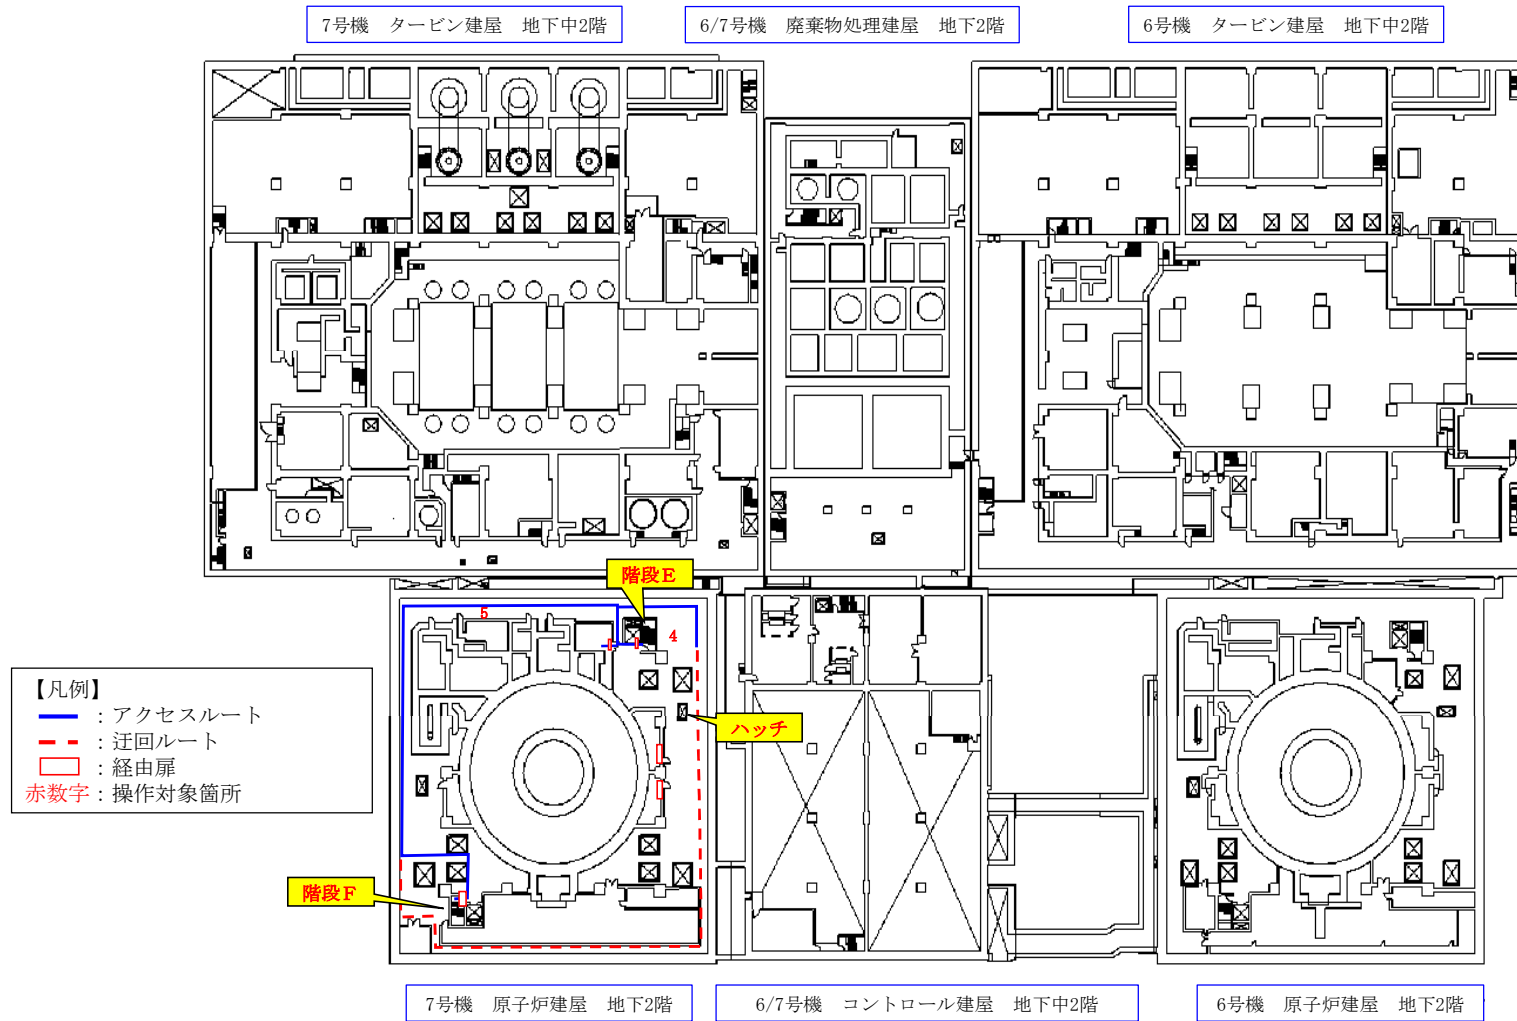 7号機 タービン建屋 地下中2階
6/7号機 廃棄物処理建屋 地下2階
6号機 タービン建屋 地下中2階
階段E
5
4
ハッチ
【凡例】
：アクセスルート
：迂回ルート
：経由扉
赤数字：操作対象箇所
階段F
7号機 原子炉建屋 地下2階
6/7号機 コントロール建屋 地下中2階
6号機 原子炉建屋 地下2階